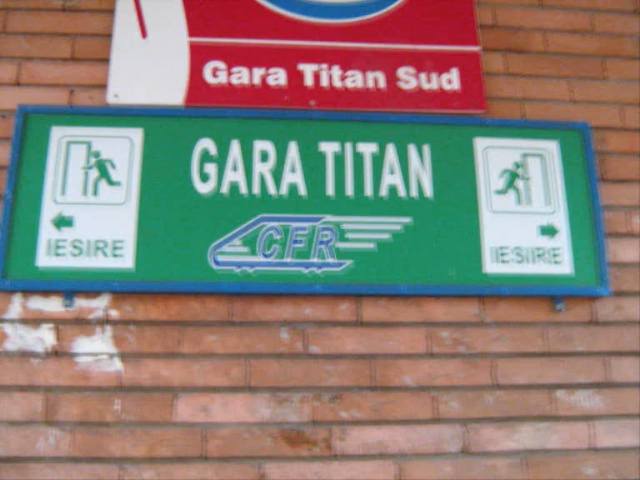 Gara Titan Sud
GARA TITAN
IESIRE
CFR
IESIRE